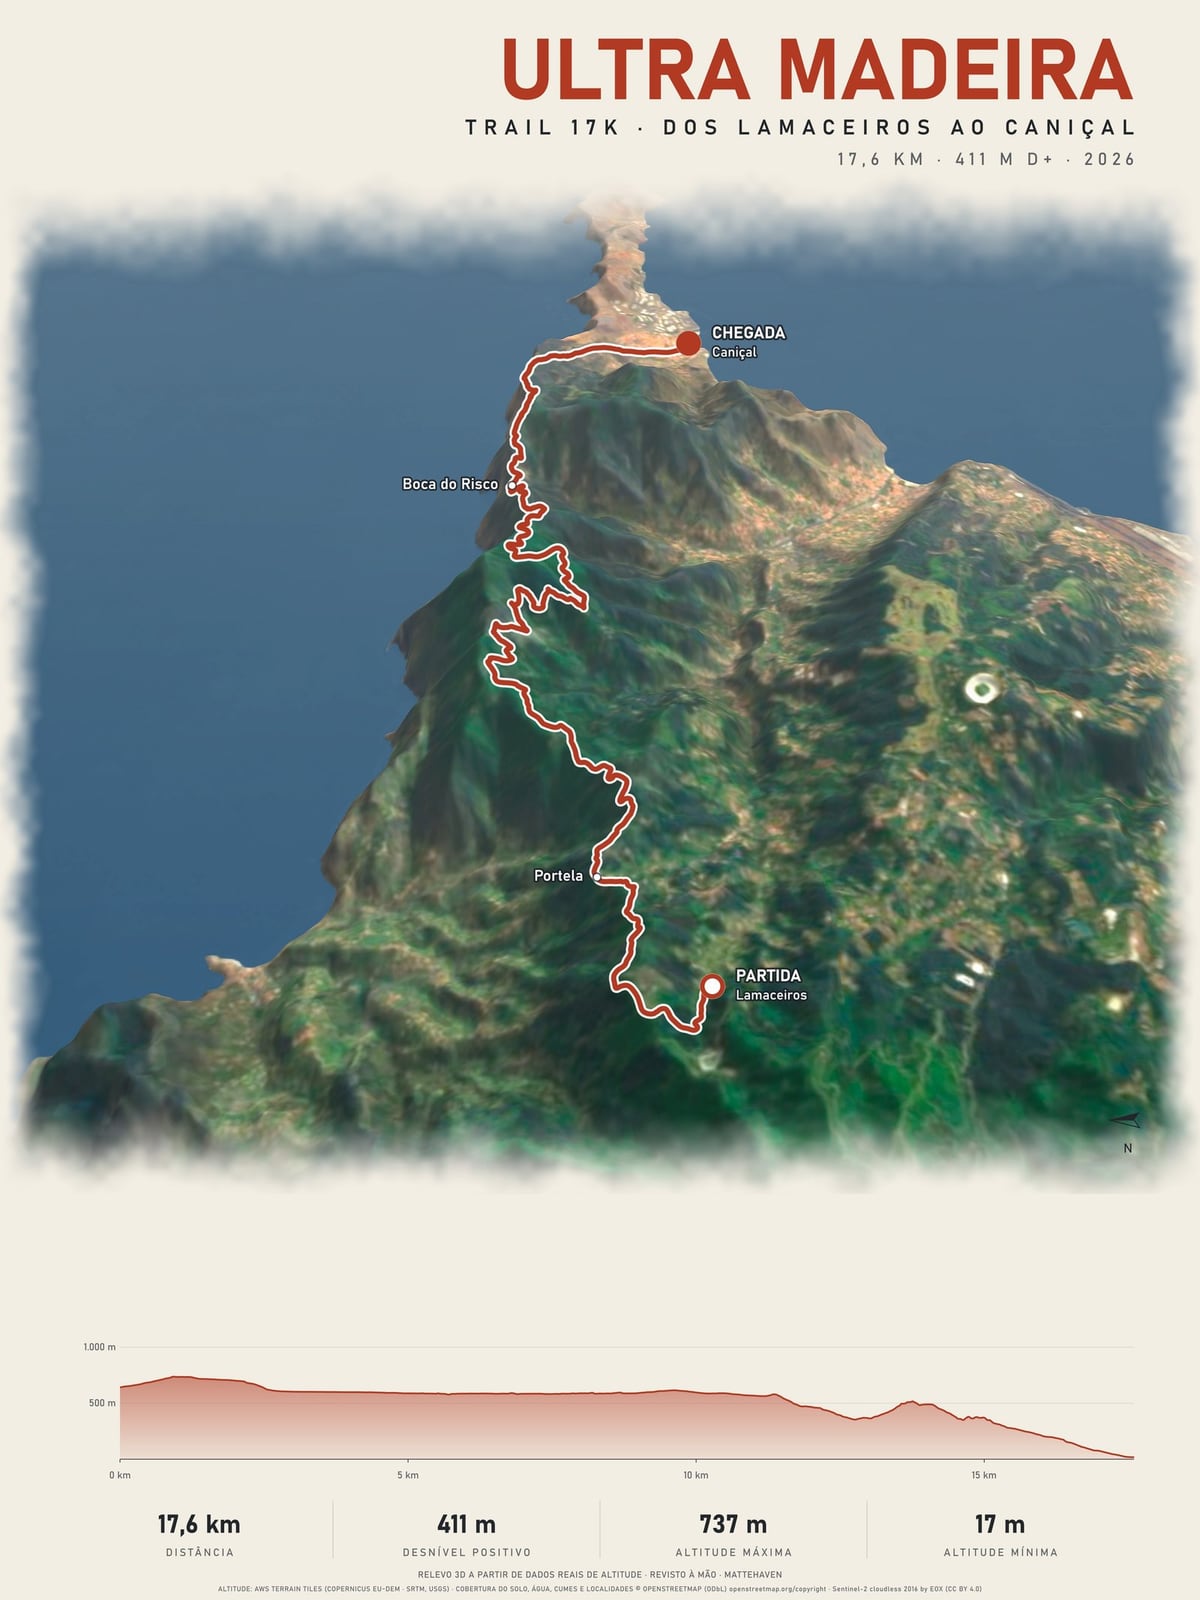 ULTRA MADEIRA
TRAIL 17K · DOS LAMACEIROS AO CANIÇAL
17,6 KM · 411 M D+ · 2026
CHEGADA
Caniçal
Boca do Risco
Portela
PARTIDA
Lamaceiros
N
1.000 m
500 m
0 km
5 km
10 km
15 km
17,6 km
DISTÂNCIA
411 m
DESNÍVEL POSITIVO
737 m
ALTITUDE MÁXIMA
17 m
ALTITUDE MÍNIMA
RELEVO 3D A PARTIR DE DADOS REAIS DE ALTITUDE · REVISTO À MÃO · MATTEHAVEN
ALTITUDE: AWS TERRAIN TILES (COPERNICUS EU-DEM · SRTM, USGS) · COBERTURA DO SOLO, ÁGUA, CUMES E LOCALIDADES © OPENSTREETMAP (ODbL) openstreetmap.org/copyright · Sentinel-2 cloudless 2016 by EOX (CC BY 4.0)